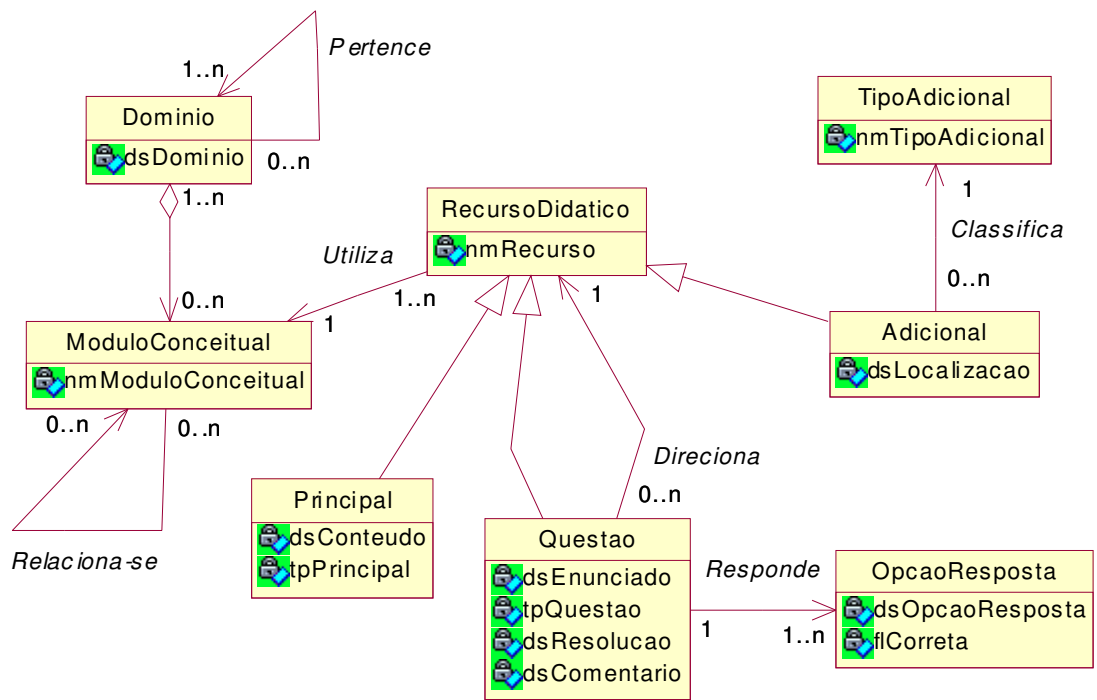 Pertence
1..n
Dominio
dsDominio
0..n
1..n
TipoAdicional
nmTipoAdicional
1
Classifica
0..n
RecursoDidatico
nmRecurso
Utiliza
1..n
1
1
0..n
ModuloConceitual
nmModuloConceitual
0..n
0..n
Relaciona-se
Adicional
dsLocalizacao
Direciona
0..n
Principal
dsConteudo
tpPrincipal
Questao
dsEnunciado
tpQuestao
dsResolucao
dsComentario
Responde
1
1..n
OpcaoResposta
dsOpcaoResposta
flCorreta